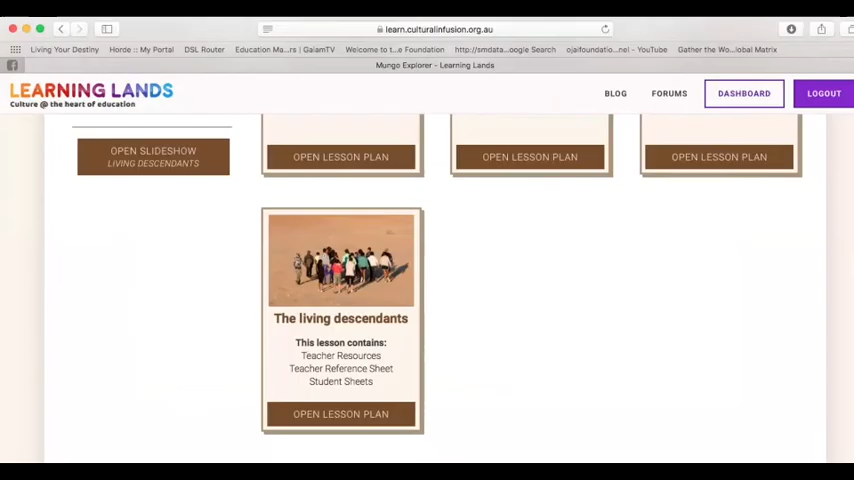 learn.culturalinfusion.org.au
Living Your Destiny Horde :: My Portal DSL Router Education Ma...rs | GaiamTV Welcome to t...e Foundation http://smdata...oogle Search ojaifoundatio...nel - YouTube Gather the Wo...lobal Matrix
Mungo Explorer - Learning Lands
LEARNING LANDS
Culture @ the heart of education
BLOG FORUMS DASHBOARD LOGOUT
OPEN SLIDESHOW
LIVING DESCENDANTS
OPEN LESSON PLAN OPEN LESSON PLAN OPEN LESSON PLAN
The living descendants
This lesson contains:
Teacher Resources
Teacher Reference Sheet
Student Sheets
OPEN LESSON PLAN